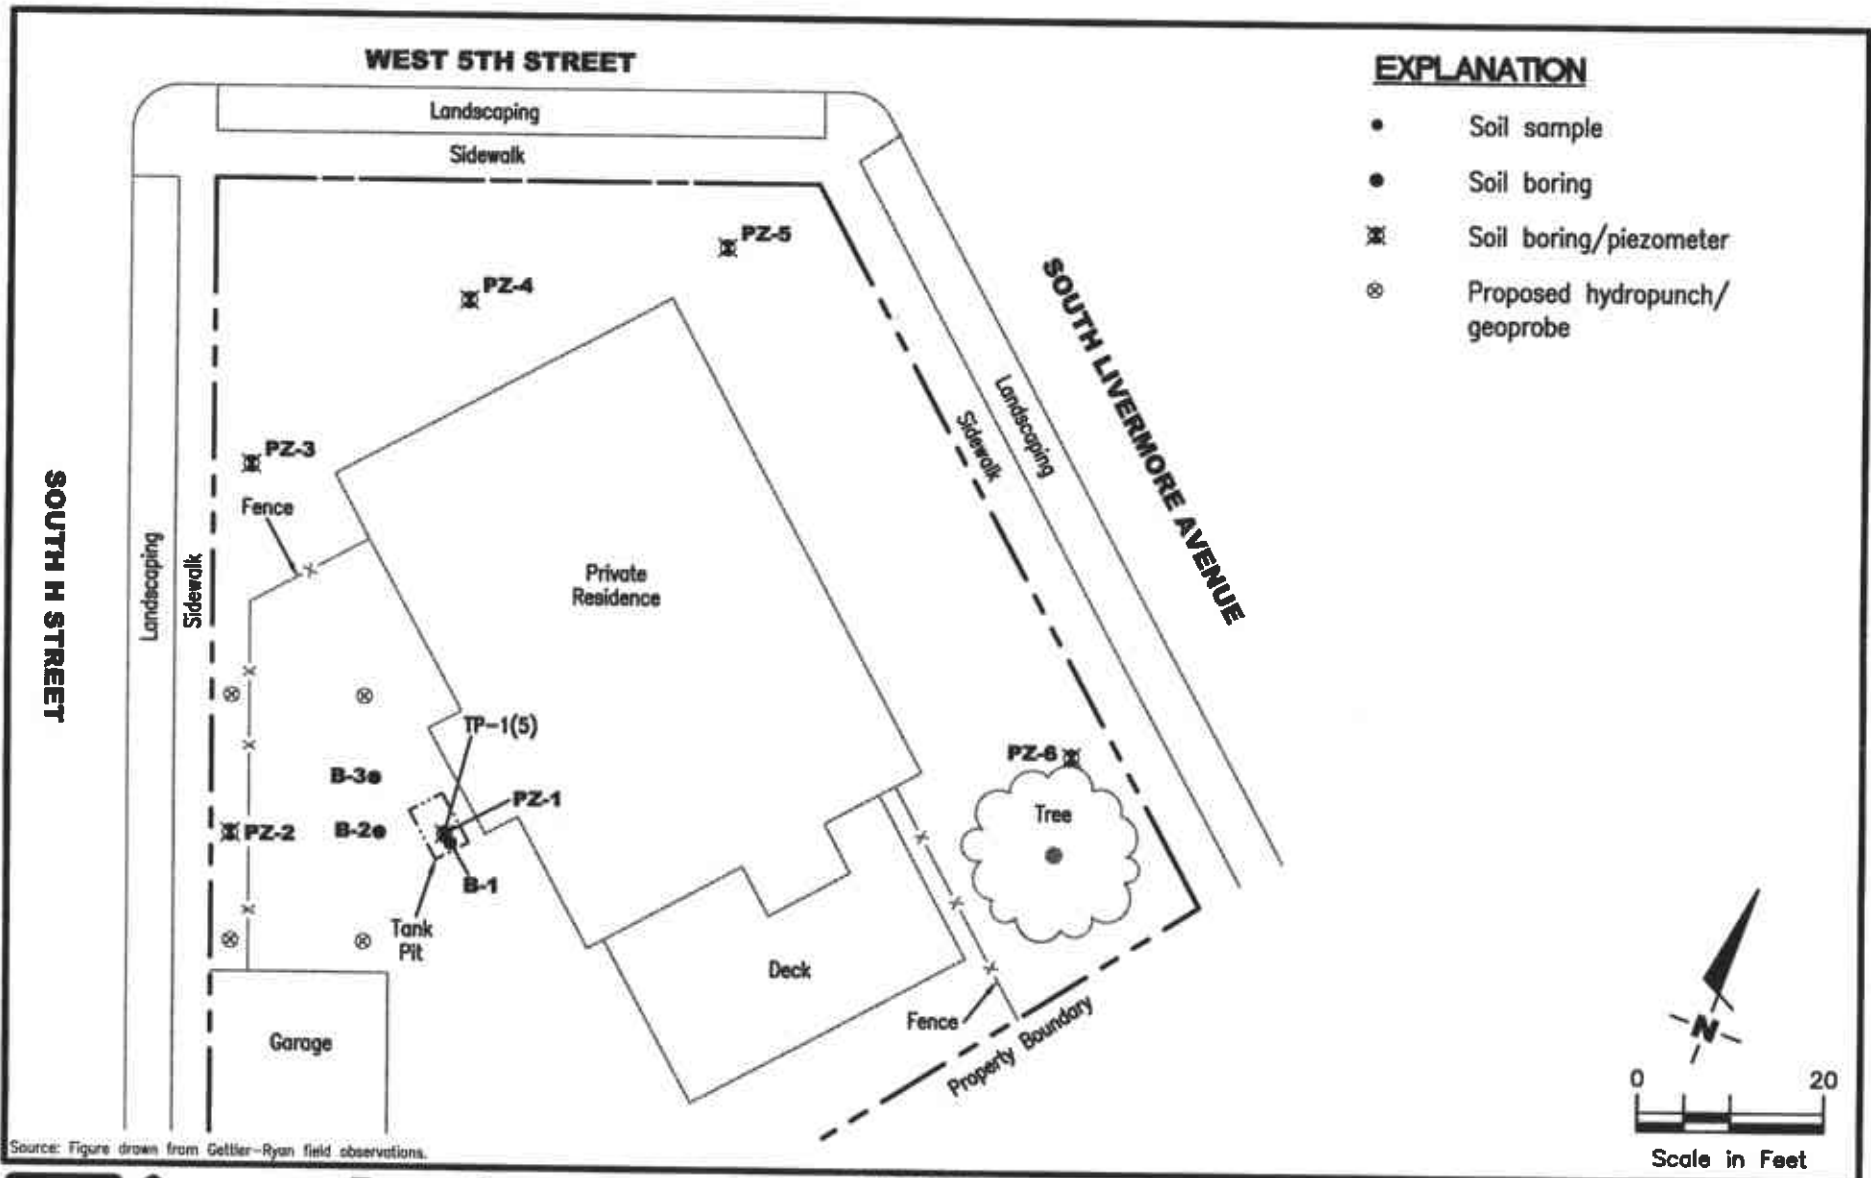 WEST 5TH STREET
Landscaping
Sidewalk
EXPLANATION
Soil sample
Soil boring
Soil boring/piezometer
Proposed hydropunch/
geoprobe
PZ-5
PZ-4
PZ-3
Fence
SOUTH H STREET
Landscaping
Sidewalk
SOUTH LIVERMORE AVENUE
Landscaping
Sidewalk
Private
Residence
TP-1(5)
B-3
PZ-1
PZ-2
B-2
B-1
Tank
Pit
PZ-6
Tree
Deck
Garage
Fence
Property Boundary
N
0 20
Scale in Feet
Source: Figure drawn from Gettler-Ryan field observations.